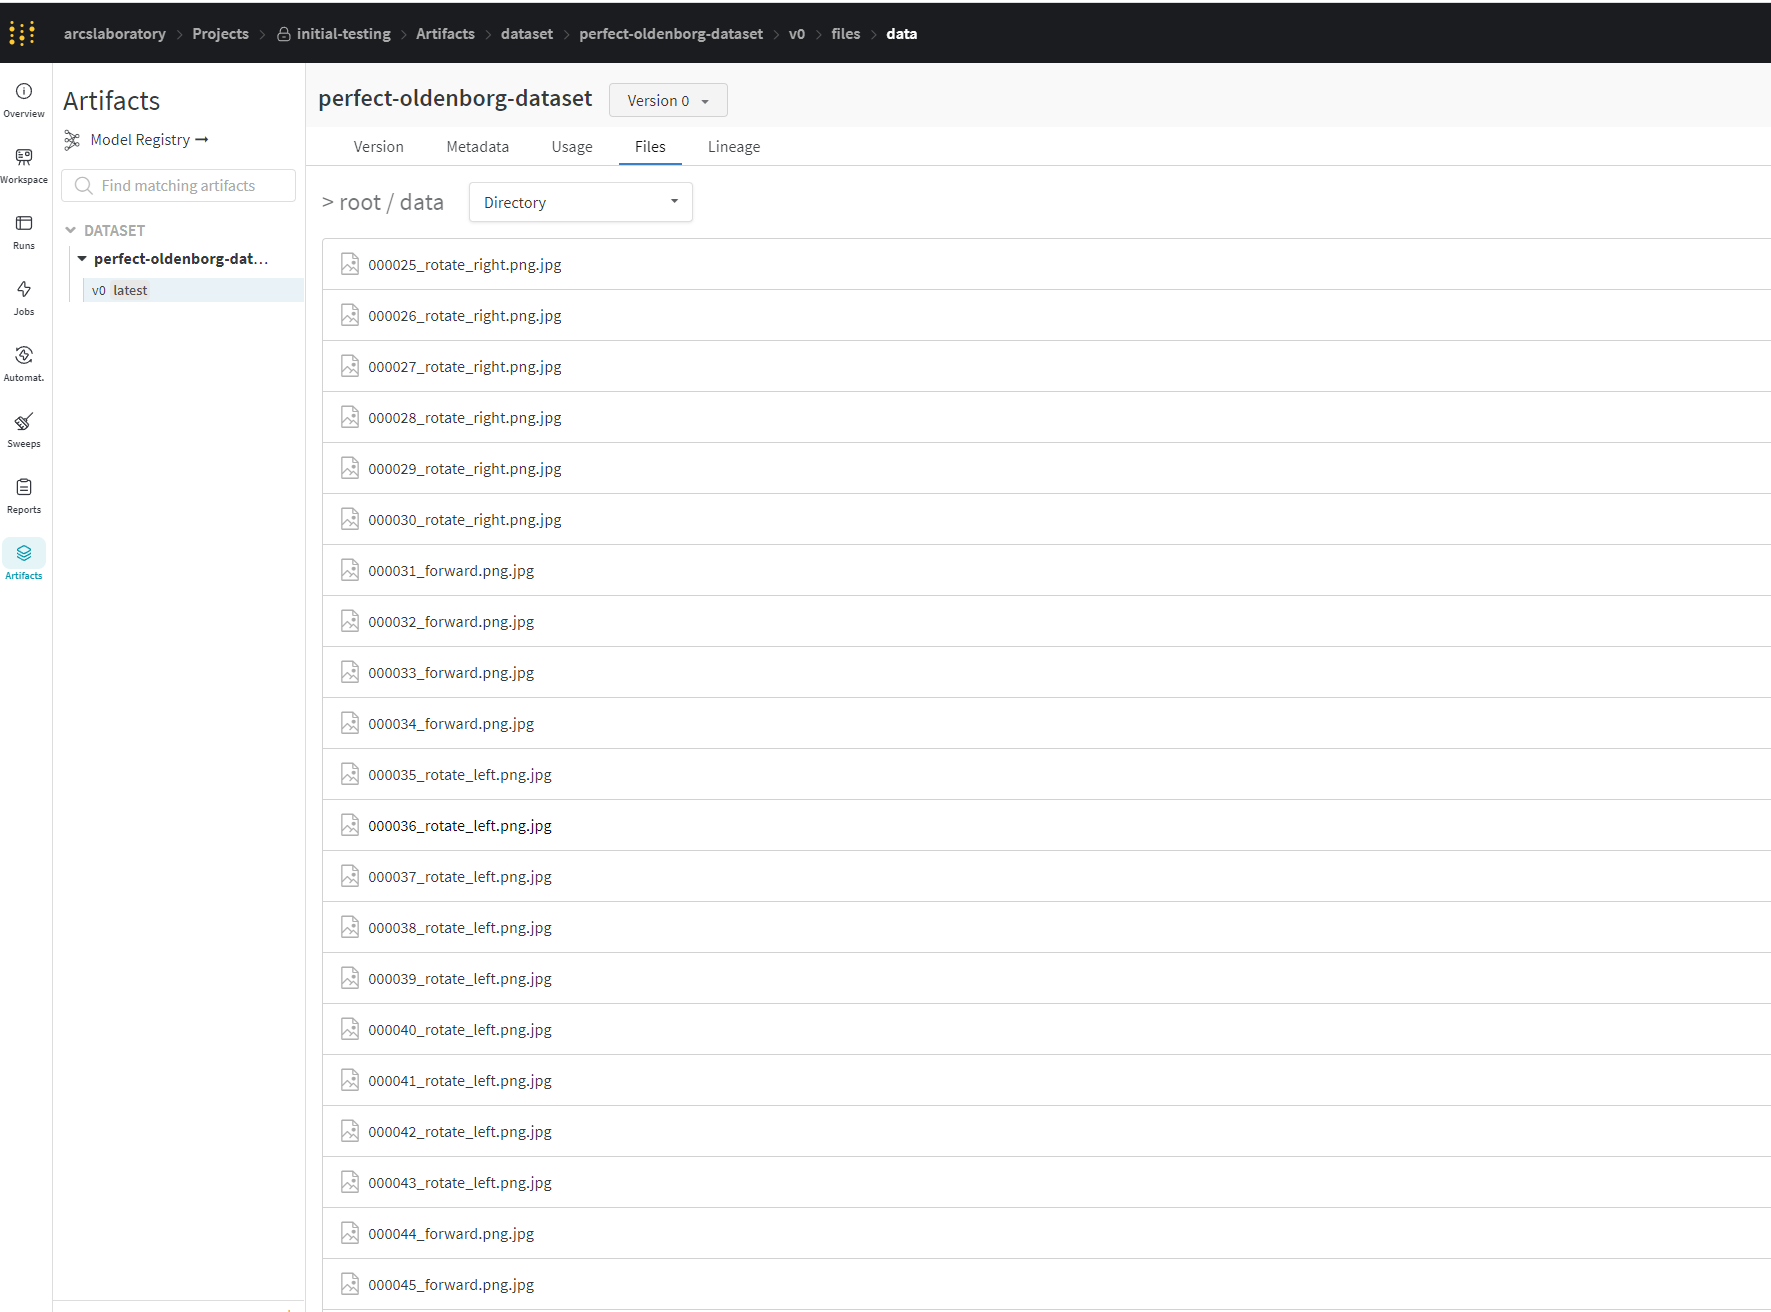 arcslaboratory > Projects > initial-testing > Artifacts > dataset > perfect-oldenborg-dataset > v0 > files > data
Overview
Workspace
Runs
Jobs
Automat.
Sweeps
Reports
Artifacts
Artifacts
Model Registry →
Find matching artifacts
DATASET
perfect-oldenborg-dat...
v0 latest
perfect-oldenborg-dataset Version 0
Version Metadata Usage Files Lineage
> root / data Directory
000025_rotate_right.png.jpg
000026_rotate_right.png.jpg
000027_rotate_right.png.jpg
000028_rotate_right.png.jpg
000029_rotate_right.png.jpg
000030_rotate_right.png.jpg
000031_forward.png.jpg
000032_forward.png.jpg
000033_forward.png.jpg
000034_forward.png.jpg
000035_rotate_left.png.jpg
000036_rotate_left.png.jpg
000037_rotate_left.png.jpg
000038_rotate_left.png.jpg
000039_rotate_left.png.jpg
000040_rotate_left.png.jpg
000041_rotate_left.png.jpg
000042_rotate_left.png.jpg
000043_rotate_left.png.jpg
000044_forward.png.jpg
000045_forward.png.jpg